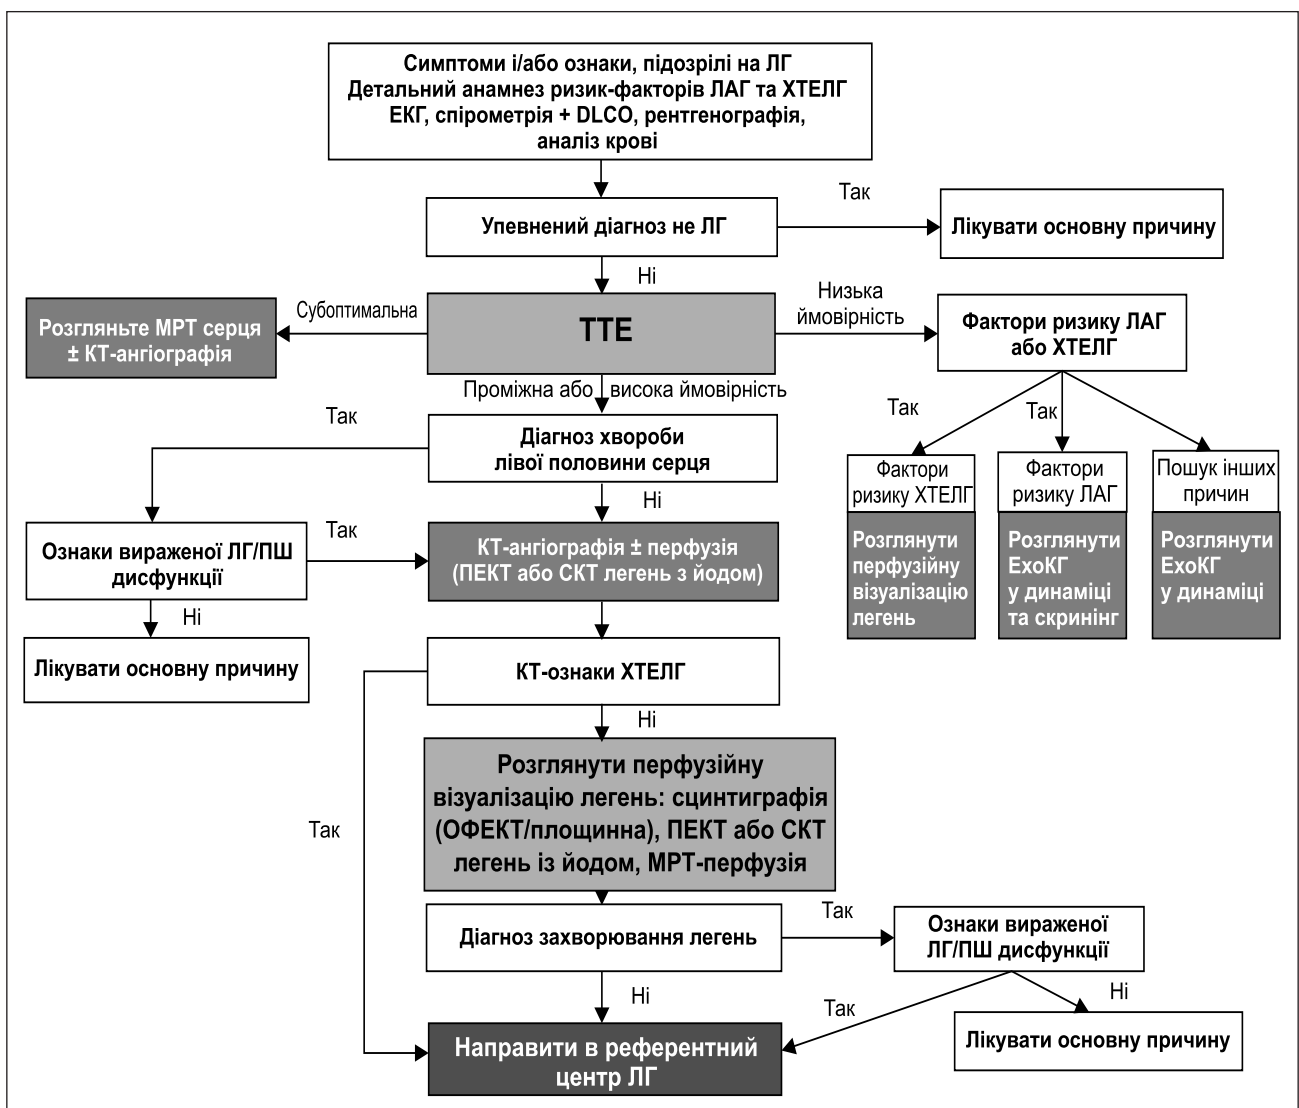 Симптоми і/або ознаки, підозрілі на ЛГ
Детальний анамнез ризик-факторів ЛАГ та ХТЕЛГ
ЕКГ, спірометрія + DLCO, рентгенографія,
аналіз крові
Упевнений діагноз не ЛГ
Так
Лікувати основну причину
Ні
Розгляньте МРТ серця
± КТ-ангіографія
Субоптимальна
ТТЕ
Низька
ймовірність
Фактори ризику ЛАГ
або ХТЕЛГ
Проміжна або висока ймовірність
Так
Діагноз хвороби
лівої половини серця
Так
Так
Фактори
ризику ХТЕЛГ
Фактори
ризику ЛАГ
Пошук інших
причин
Розглянути
перфузійну
візуалізацію
легень
Розглянути
ЕхоКГ
у динаміці
та скринінг
Розглянути
ЕхоКГ
у динаміці
Ні
Ознаки вираженої ЛГ/ПШ
дисфункції
Так
КТ-ангіографія ± перфузія
(ПЕКТ або СКТ легень з йодом)
Ні
Лікувати основну причину
КТ-ознаки ХТЕЛГ
Ні
Розглянути перфузійну
візуалізацію легень: сцинтиграфія
(ОФЕКТ/площинна), ПЕКТ або СКТ
легень із йодом, МРТ-перфузія
Так
Діагноз захворювання легень
Так
Ознаки вираженої
ЛГ/ПШ дисфункції
Ні
Так
Ні
Направити в референтний
центр ЛГ
Лікувати основну причину